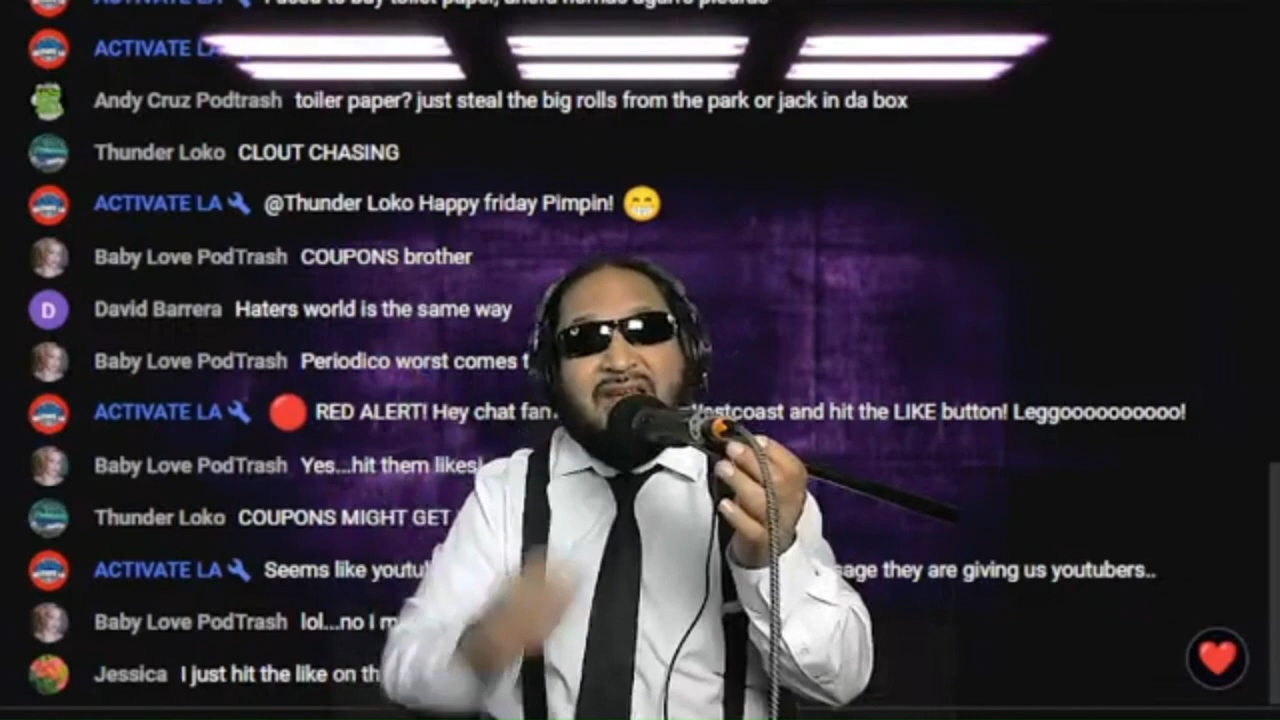 ACTIVATE LA
ACTIVATE
Andy Cruz Podtrash toiler paper? just steal the big rolls from the park or jack in da box
Thunder Loko CLOUT CHASING
ACTIVATE LA @Thunder Loko Happy friday Pimpin! 😁
Baby Love PodTrash COUPONS brother
D David Barrera Haters world is the same way
Baby Love PodTrash Periodico worst comes t
ACTIVATE LA 🔴 RED ALERT! Hey chat fan and hit the LIKE button! Leggoooooooooo!
Baby Love PodTrash Yes...hit them likes!
Thunder Loko COUPONS MIGHT GET
ACTIVATE LA Seems like they are giving us youtubers..
Baby Love PodTrash lol...no I m
Jessica I just hit the like on th